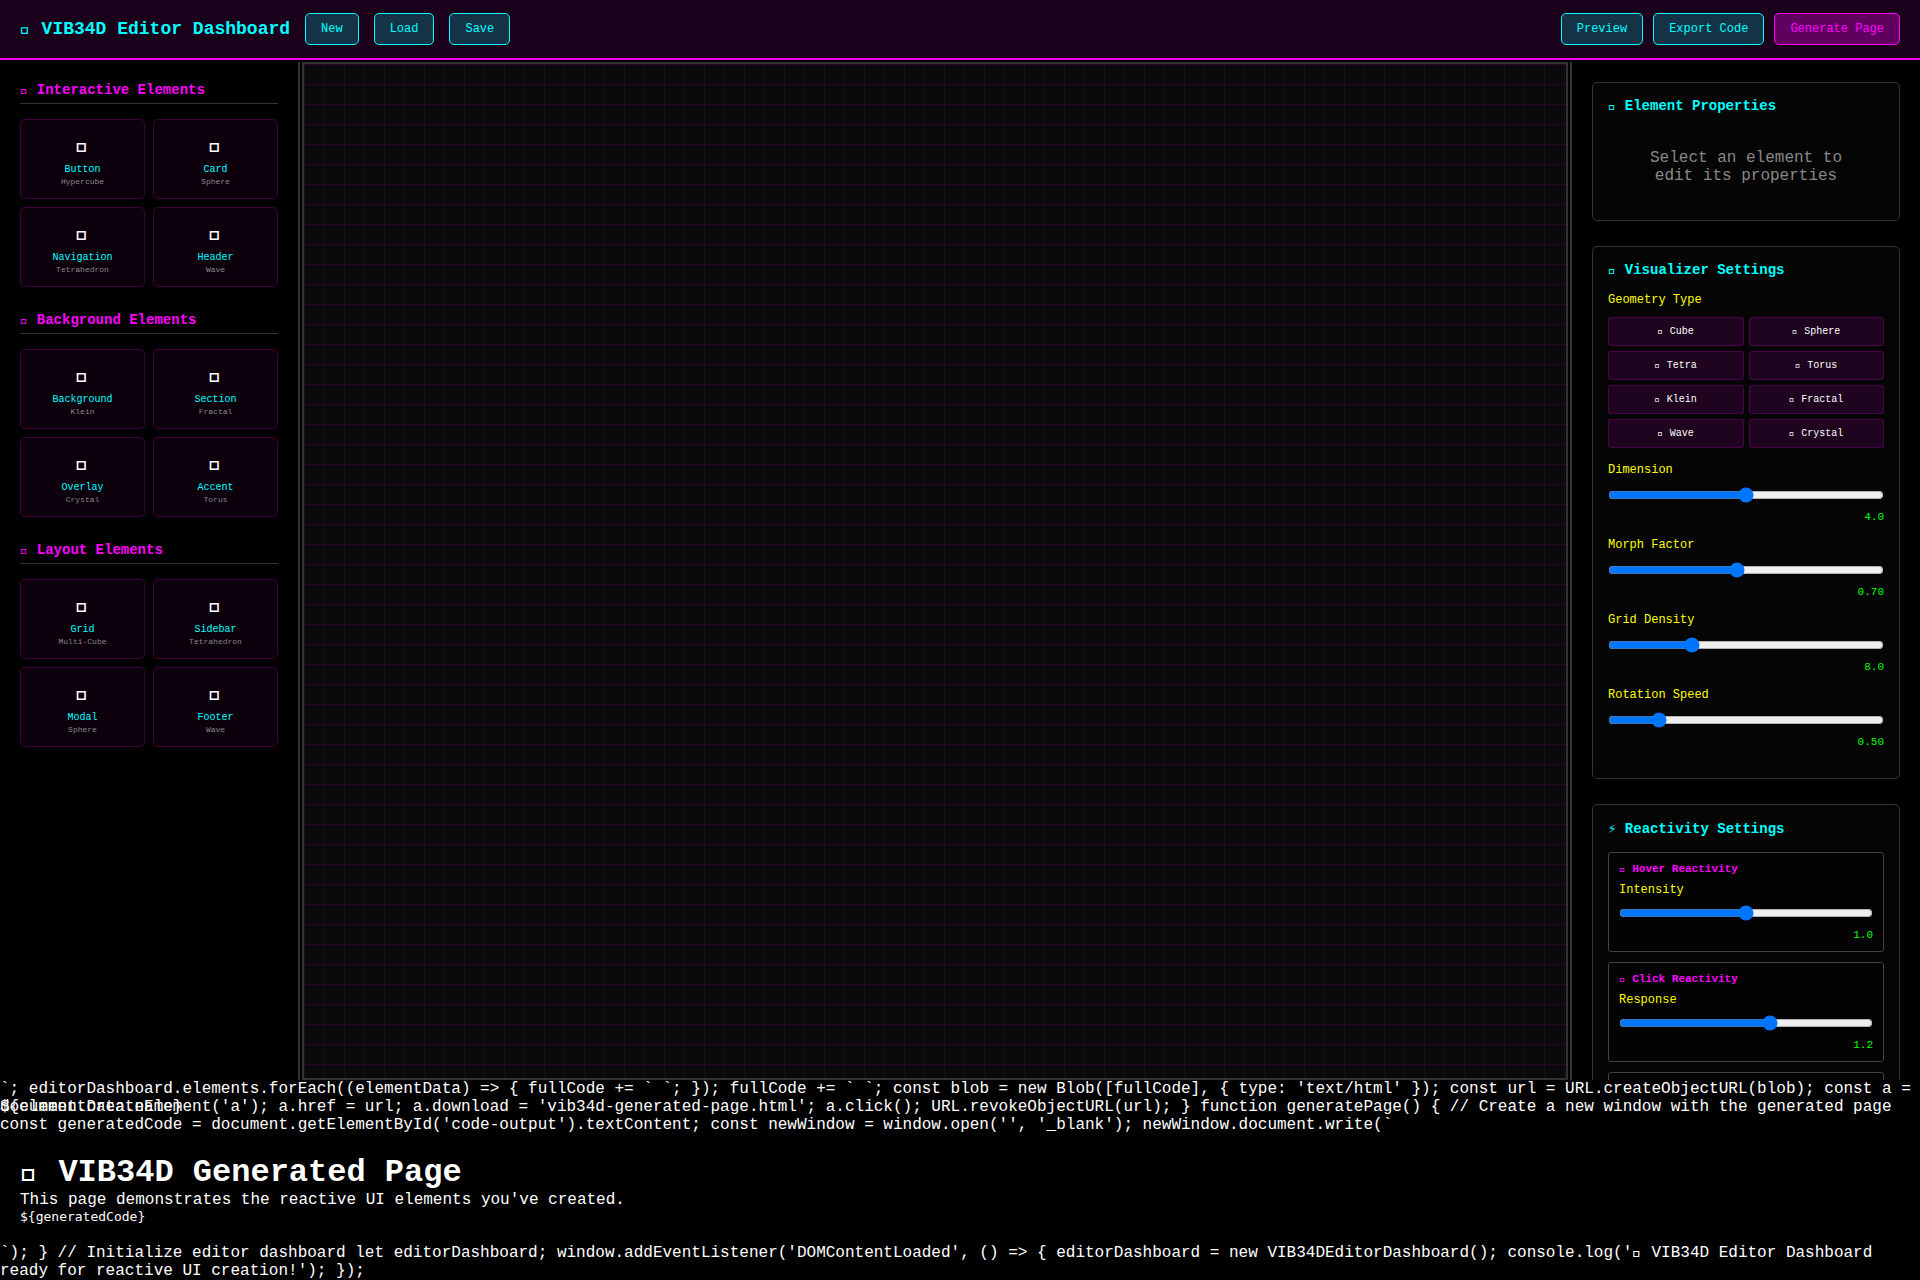 VIB34D Editor Dashboard
New
Load
Save
Preview
Export Code
Generate Page
Interactive Elements
Button
Hypercube
Card
Sphere
Navigation
Tetrahedron
Header
Wave
Background Elements
Background
Klein
Section
Fractal
Overlay
Crystal
Accent
Torus
Layout Elements
Grid
Multi-Cube
Sidebar
Tetrahedron
Modal
Sphere
Footer
Wave
Element Properties
Select an element to
edit its properties
Visualizer Settings
Geometry Type
Cube
Sphere
Tetra
Torus
Klein
Fractal
Wave
Crystal
Dimension
4.0
Morph Factor
0.70
Grid Density
8.0
Rotation Speed
0.50
⚡ Reactivity Settings
Hover Reactivity
Intensity
1.0
Click Reactivity
Response
1.2
`; editorDashboard.elements.forEach((elementData) => { fullCode += ` `; }); fullCode += ` `; const blob = new Blob([fullCode], { type: 'text/html' }); const url = URL.createObjectURL(blob); const a =
document.createElement('a'); a.href = url; a.download = 'vib34d-generated-page.html'; a.click(); URL.revokeObjectURL(url); } function generatePage() { // Create a new window with the generated page
${elementData.name}
const generatedCode = document.getElementById('code-output').textContent; const newWindow = window.open('', '_blank'); newWindow.document.write(`
VIB34D Generated Page
This page demonstrates the reactive UI elements you've created.
${generatedCode}
`); } // Initialize editor dashboard let editorDashboard; window.addEventListener('DOMContentLoaded', () => { editorDashboard = new VIB34DEditorDashboard(); console.log('□ VIB34D Editor Dashboard
ready for reactive UI creation!'); });